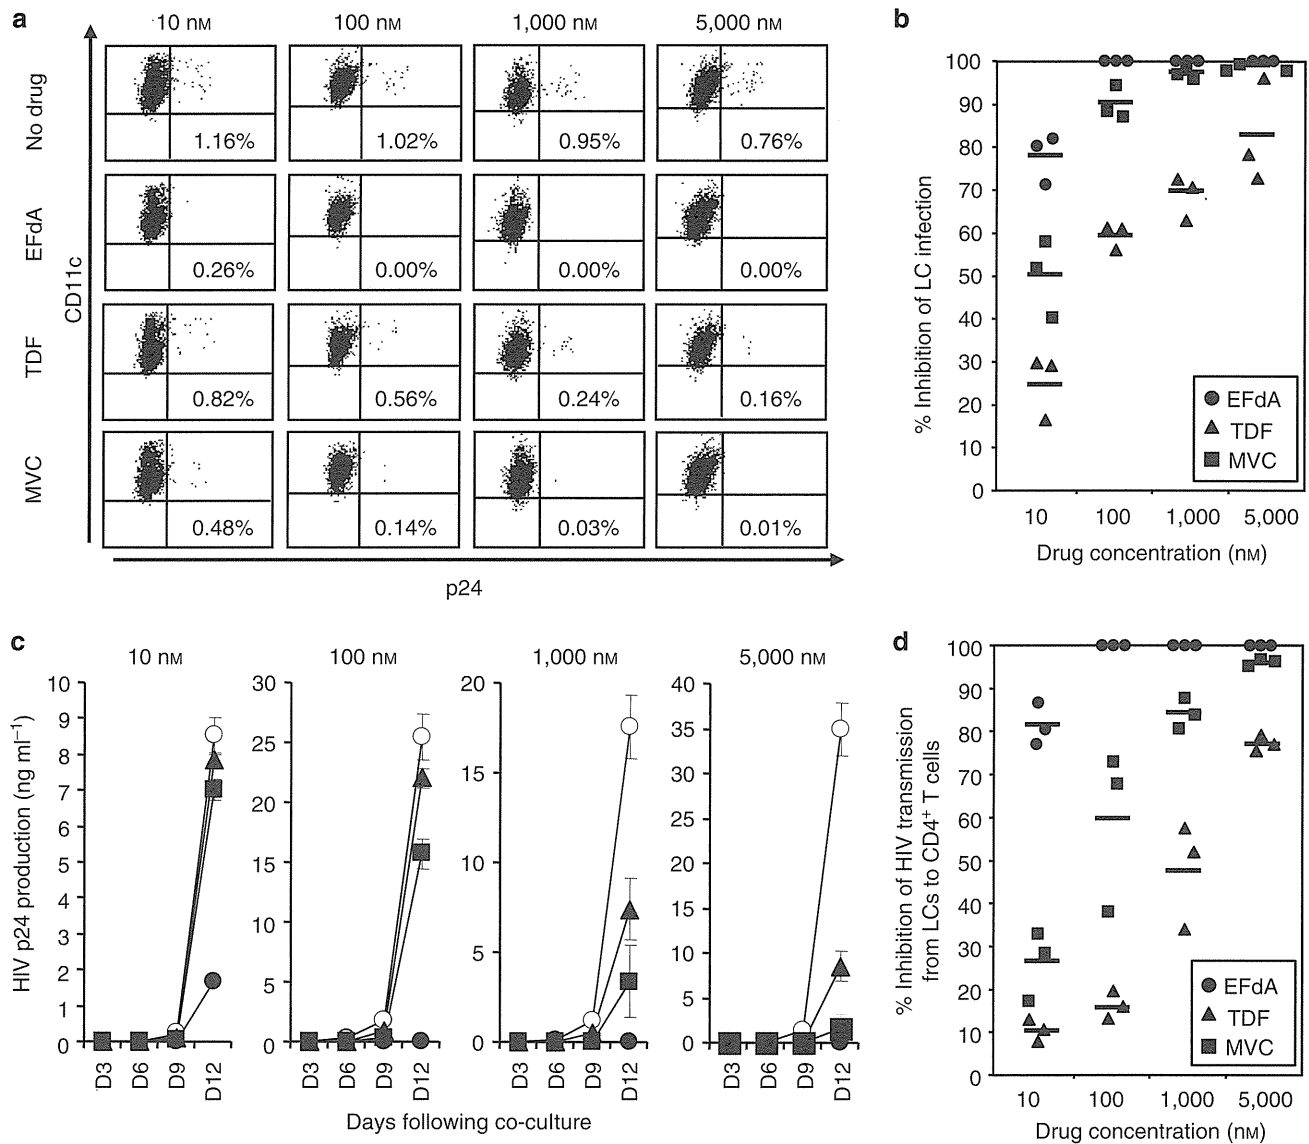 a
10 nM 100 nM 1,000 nM 5,000 nM
No drug
1.16% 1.02% 0.95% 0.76%
EFdA
0.26% 0.00% 0.00% 0.00%
TDF
0.82% 0.56% 0.24% 0.16%
MVC
0.48% 0.14% 0.03% 0.01%
CD11c
p24
b
% Inhibition of LC infection
100
90
80
70
60
50
40
30
20
10
0
EFdA
TDF
MVC
10 100 1,000 5,000
Drug concentration (nM)
c
HIV p24 production (ng ml⁻¹)
10 nM
10
9
8
7
6
5
4
3
2
1
0
D3 D6 D9 D12
100 nM
30
25
20
15
10
5
0
D3 D6 D9 D12
1,000 nM
20
15
10
5
0
D3 D6 D9 D12
5,000 nM
40
35
30
25
20
15
10
5
0
D3 D6 D9 D12
Days following co-culture
d
% Inhibition of HIV transmission
from LCs to CD4⁺ T cells
100
90
80
70
60
50
40
30
20
10
0
EFdA
TDF
MVC
10 100 1,000 5,000
Drug concentration (nM)